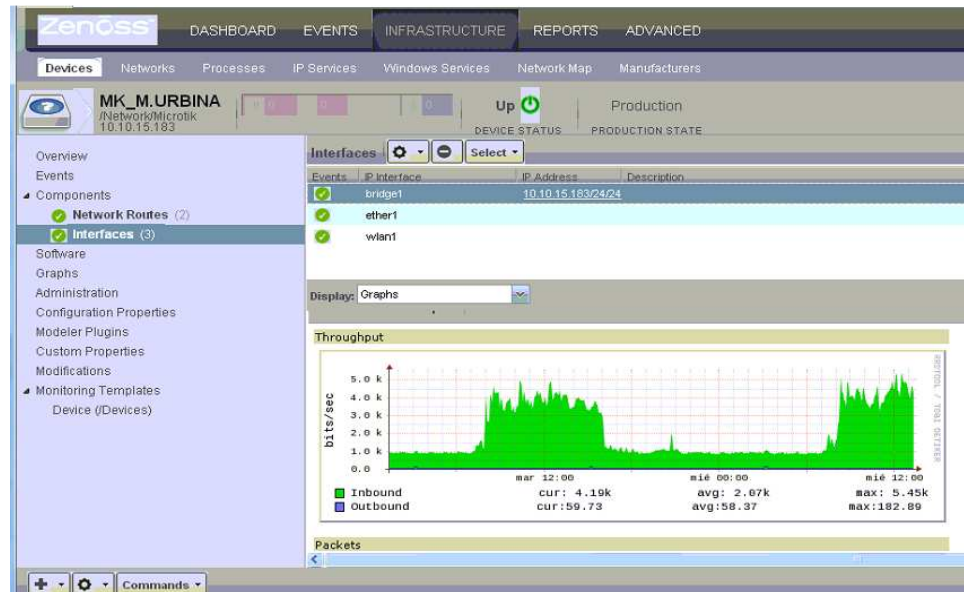 zenoss
DASHBOARD EVENTS INFRASTRUCTURE REPORTS ADVANCED
Devices Networks Processes IP Services Windows Services Network Map Manufacturers
MK_M.URBINA
/Network/Microtik
10.10.15.183
0 0 0
Up
Production
DEVICE STATUS PRODUCTION STATE
Overview
Events
Components
Network Routes (2)
Interfaces (3)
Software
Graphs
Administration
Configuration Properties
Modeler Plugins
Custom Properties
Modifications
Monitoring Templates
Device (/Devices)
Interfaces Select
Events IP Interface IP Address Description
bridge1 10.10.15.183/24/24
ether1
wlan1
Display: Graphs
Throughput
bits/sec
5.0 k
4.0 k
3.0 k
2.0 k
1.0 k
0.0
mar 12:00 mié 00:00 mié 12:00
Inbound cur: 4.19k avg: 2.07k max: 5.45k
Outbound cur:59.73 avg:58.37 max:182.89
RRDTOOL / TOBI OETIKER
Packets
Commands